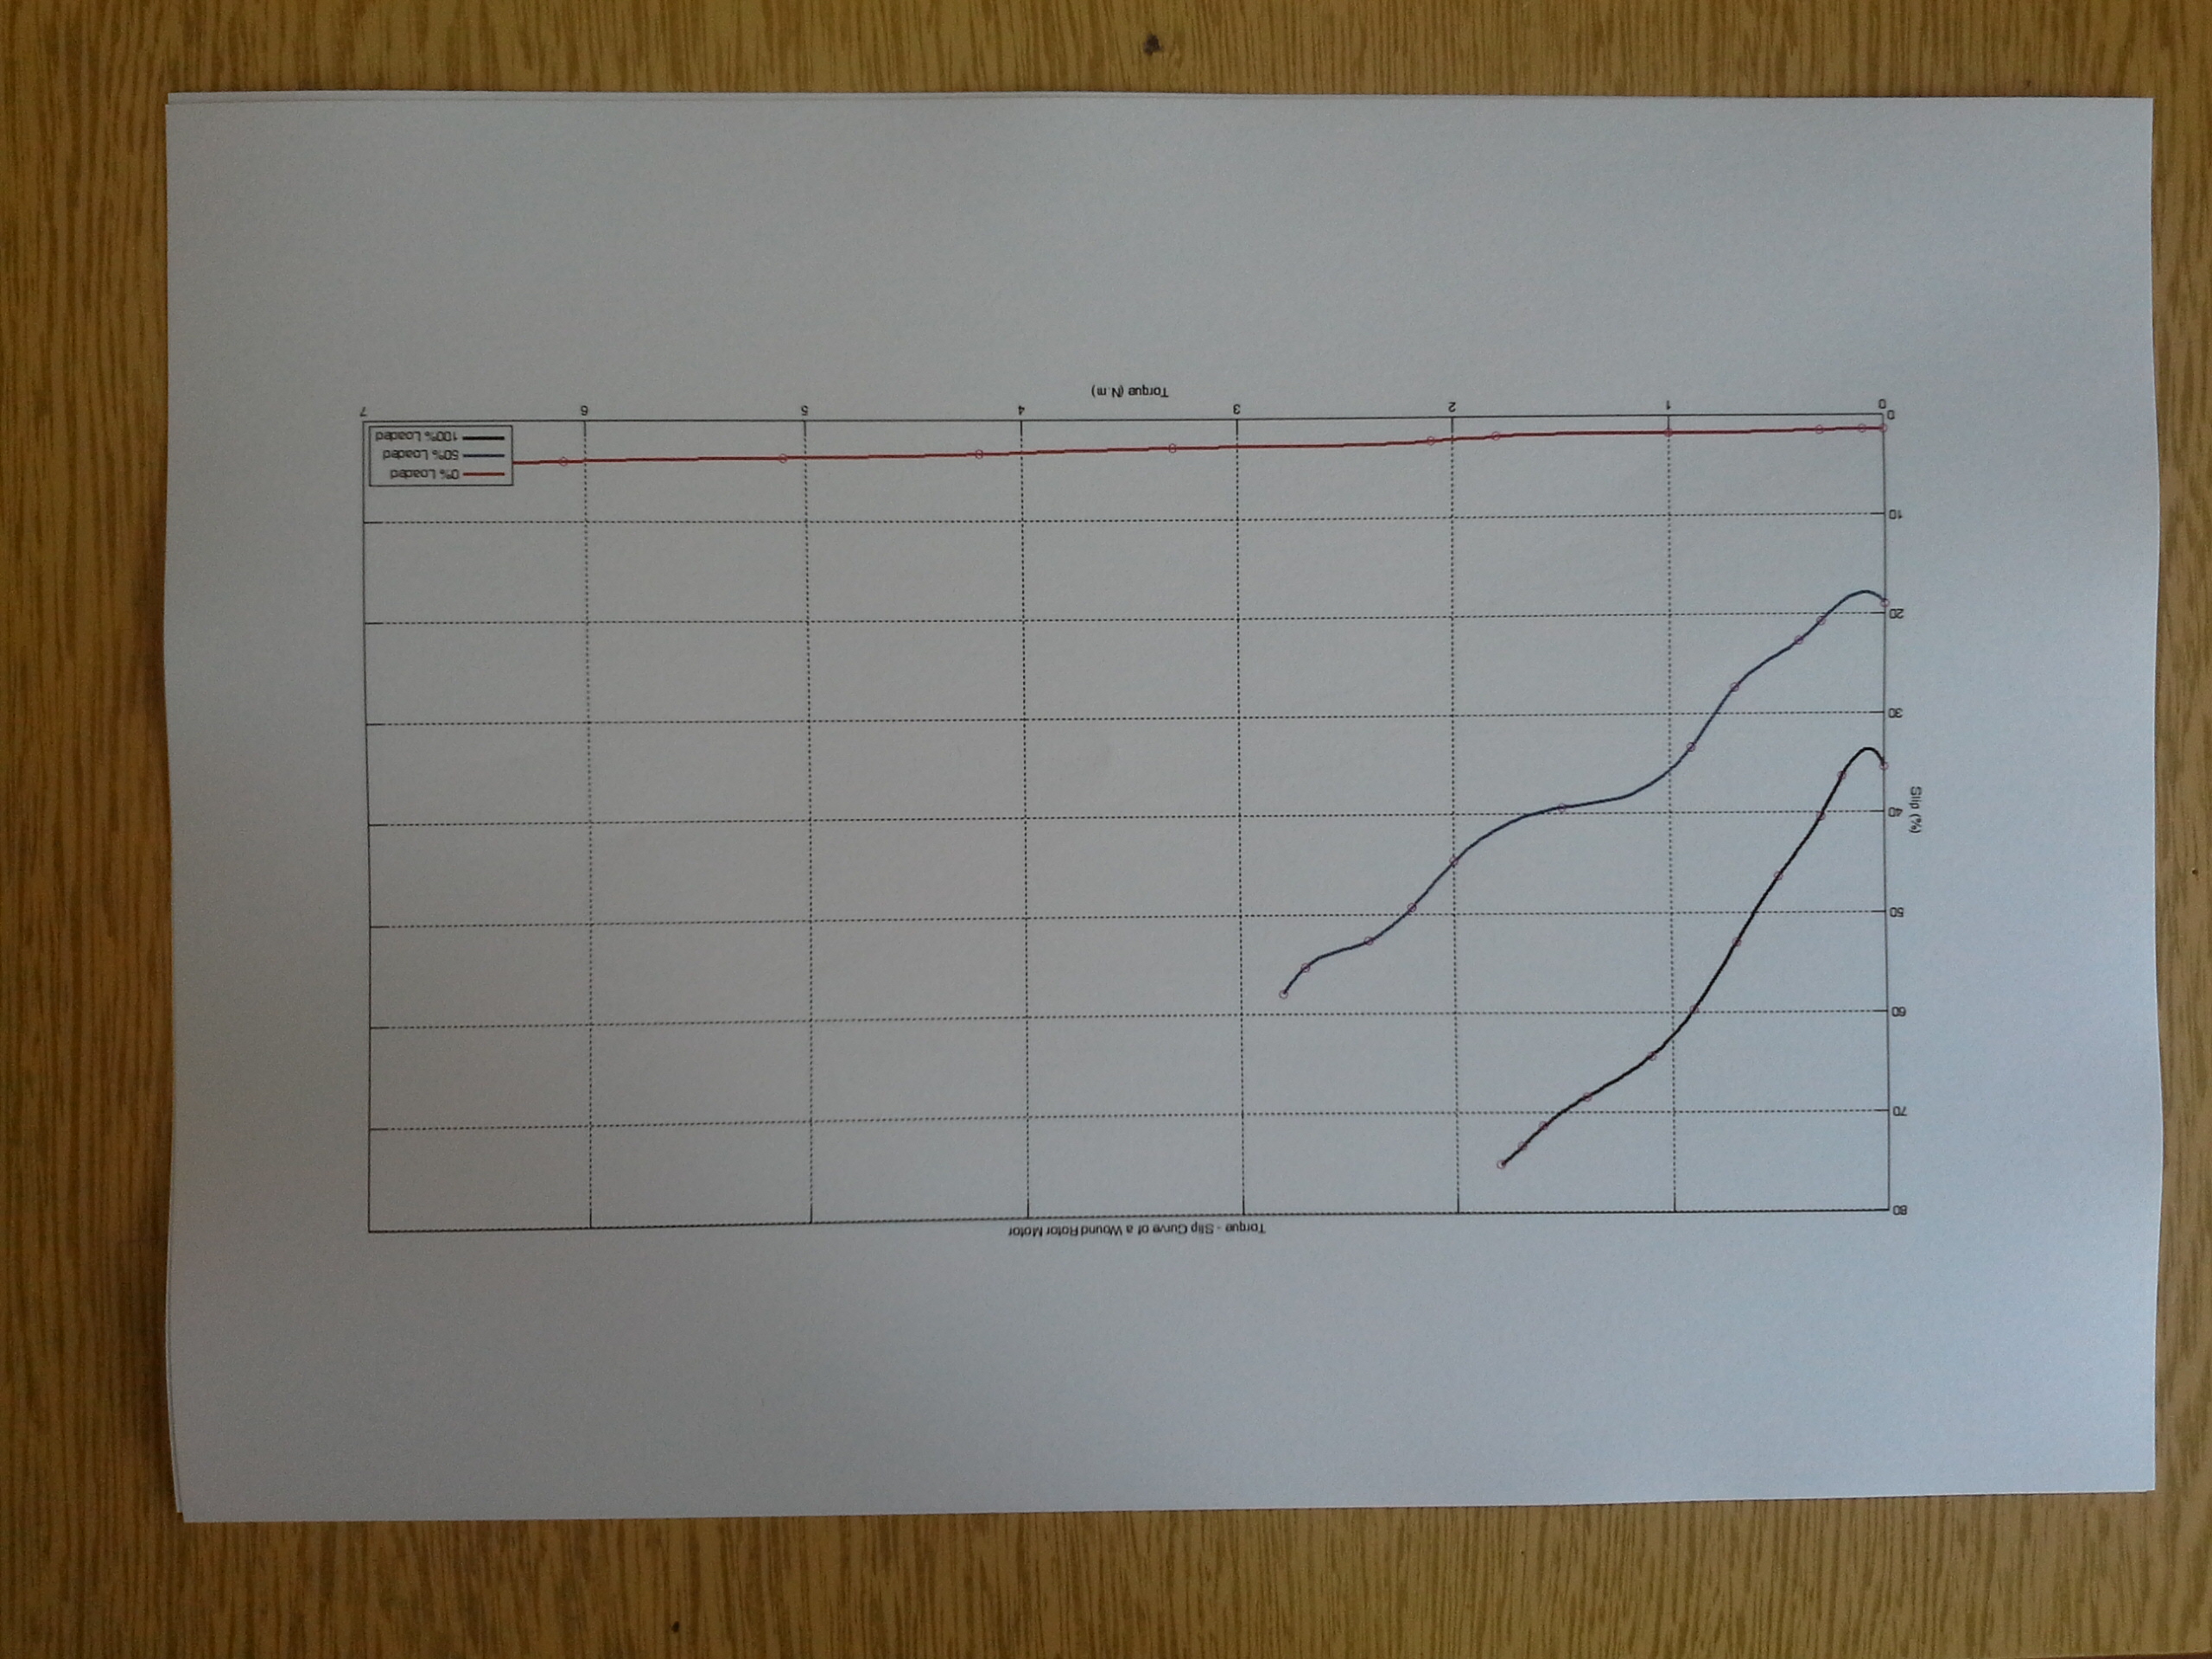 Torque - Slip Curve of a Wound Rotor Motor
80
70
60
50
40
30
20
10
0
Slip (%)
0 1 2 3 4 5 6 7
Torque (N.m)
0% Loaded
50% Loaded
100% Loaded